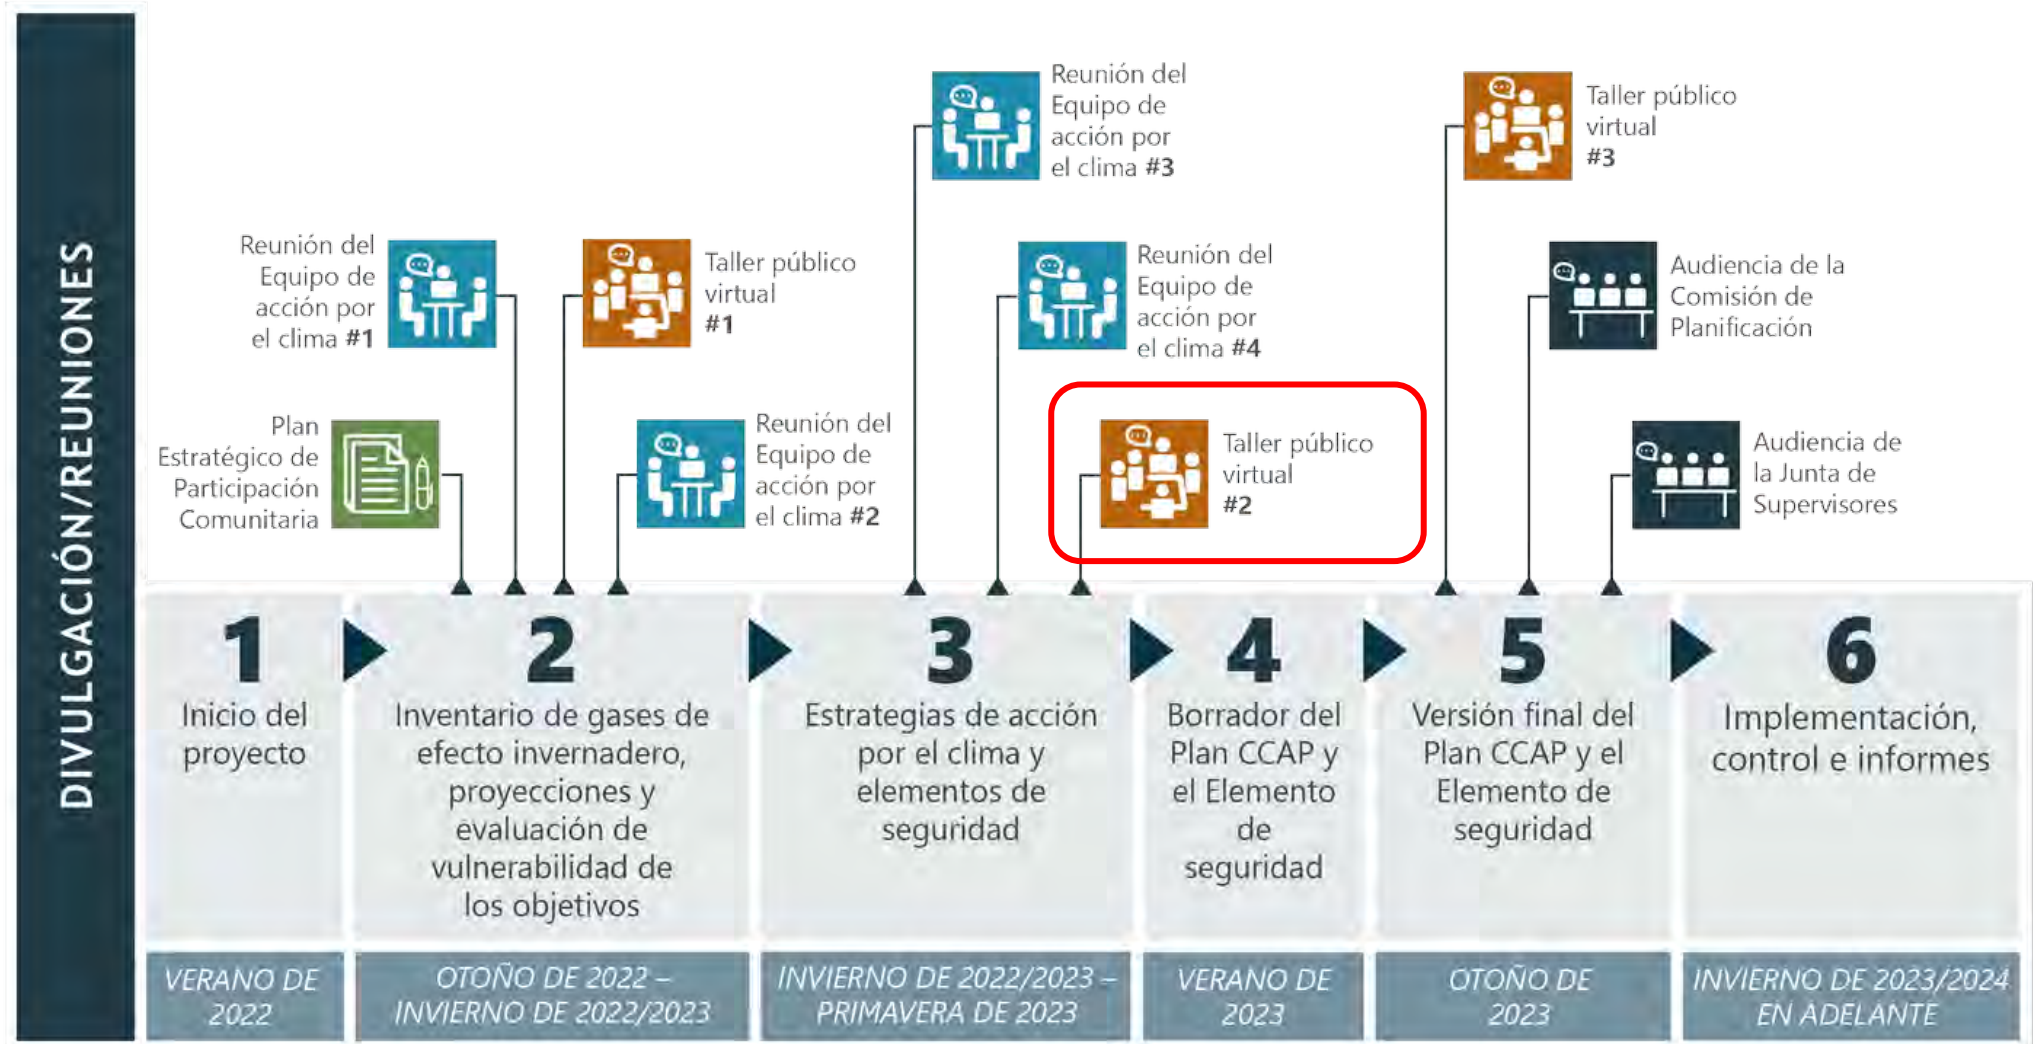 DIVULGACIÓN/REUNIONES
Reunión del
Equipo de
acción por
el clima #1
Plan
Estratégico de
Participación
Comunitaria
Taller público
virtual
#1
Reunión del
Equipo de
acción por
el clima #2
Reunión del
Equipo de
acción por
el clima #3
Reunión del
Equipo de
acción por
el clima #4
Taller público
virtual
#2
Taller público
virtual
#3
Audiencia de la
Comisión de
Planificación
Audiencia de
la Junta de
Supervisores
1
Inicio del
proyecto
VERANO DE
2022
2
Inventario de gases de
efecto invernadero,
proyecciones y
evaluación de
vulnerabilidad de
los objetivos
OTOÑO DE 2022 –
INVIERNO DE 2022/2023
3
Estrategias de acción
por el clima y
elementos de
seguridad
INVIERNO DE 2022/2023 –
PRIMAVERA DE 2023
4
Borrador del
Plan CCAP y
el Elemento
de
seguridad
VERANO DE
2023
5
Versión final del
Plan CCAP y el
Elemento de
seguridad
OTOÑO DE
2023
6
Implementación,
control e informes
INVIERNO DE 2023/2024
EN ADELANTE